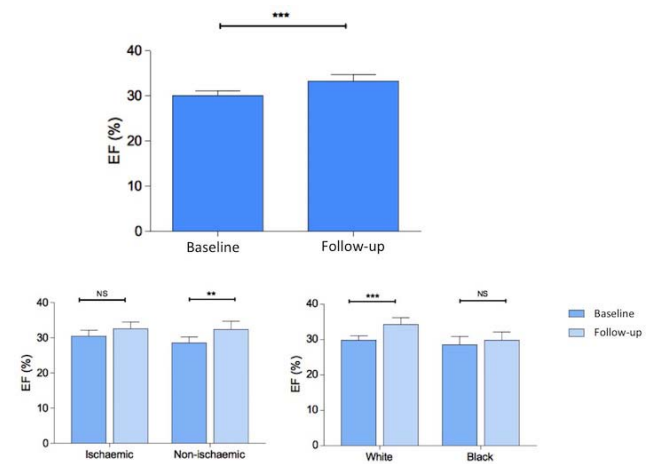 ***
40
30
20
10
0
EF (%)
Baseline Follow-up
NS **
40
30
20
10
0
EF (%)
Ischaemic Non-ischaemic
*** NS
40
30
20
10
0
EF (%)
White Black
Baseline
Follow-up